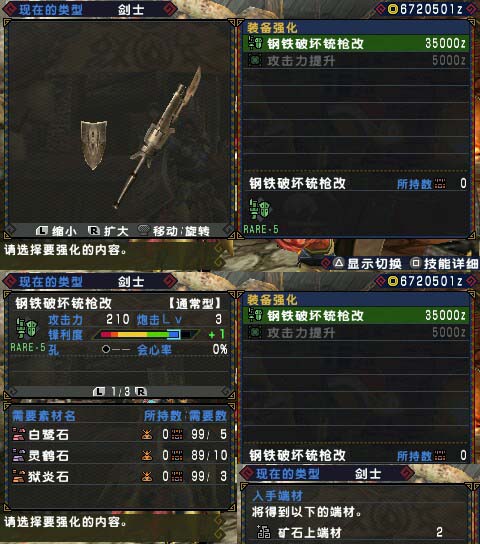 现在的类型 剑士
6720501z
装备强化
钢铁破坏铳枪改 35000z
攻击力提升 5000z
钢铁破坏铳枪改 所持数 0
RARE-5
L 缩小 R 扩大 移动:旋转
请选择要强化的内容。
△显示切换 □技能详细
现在的类型 剑士
6720501z
钢铁破坏铳枪改 【通常型】
攻击力 210 炮击Lv 3
锋利度 +1
RARE-5 孔 ○-- 会心率 0%
L 1/3 R
需要素材名 所持数/需要数
白鹭石 0 99/ 5
灵鹤石 0 89/10
狱炎石 0 99/ 3
请选择要强化的内容。
装备强化
钢铁破坏铳枪改 35000z
攻击力提升 5000z
钢铁破坏铳枪改 所持数 0
现在的类型 剑士
入手端材
将得到以下的端材。
矿石上端材 2